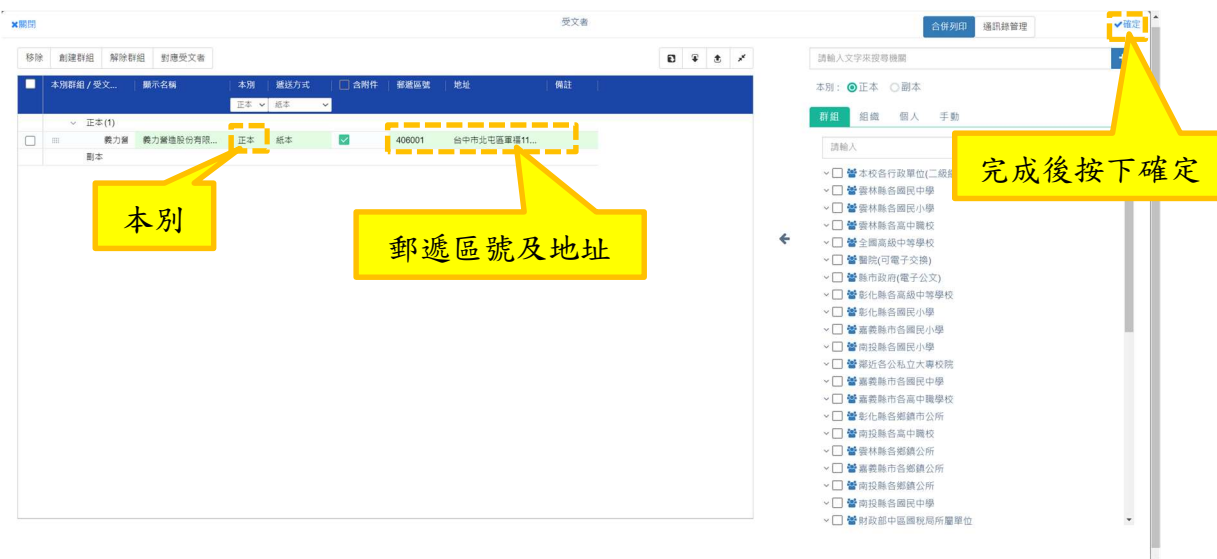 關閉
受文者
合併列印 通訊錄管理
確定
移除 創建群組 解除群組 對應受文者
本別群組 / 受文... 顯示名稱 本別 遞送方式 含附件 郵遞區號 地址 備註
正本 紙本
正本 (1)
義力營 義力營造股份有限... 正本 紙本 406001 台中市北屯區軍福11...
副本
本別
郵遞區號及地址
請輸入文字來搜尋機關
本別： 正本 副本
群組 組織 個人 手動
請輸入
完成後按下確定
本校各行政單位(二級
雲林縣各國民中學
雲林縣各國民小學
雲林縣各高中職校
全國高級中等學校
醫院(可電子交換)
縣市政府(電子公文)
彰化縣各高級中等學校
彰化縣各國民小學
嘉義縣市各國民小學
南投縣各國民小學
鄰近各公私立大專校院
嘉義縣市各國民中學
嘉義縣市各高中職學校
彰化縣各鄉鎮市公所
南投縣各高中職校
雲林縣各鄉鎮公所
嘉義縣市各鄉鎮公所
南投縣各鄉鎮公所
南投縣各國民中學
財政部中區國稅局所屬單位